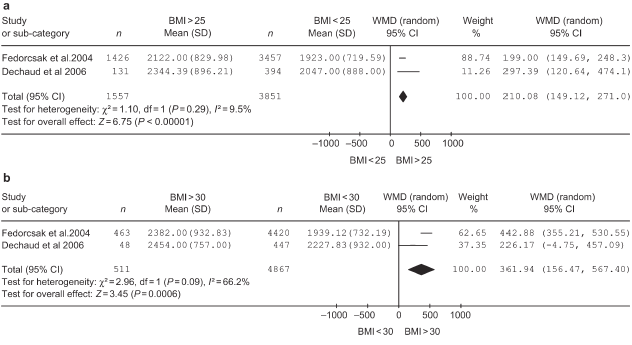 a
Study or sub-category n BMI>25 Mean (SD) n BMI<25 Mean (SD) WMD (random) 95% CI Weight % WMD (random) 95% CI
Fedorcsak et al.2004 1426 2122.00(829.98) 3457 1923.00(719.59) 88.74 199.00 (149.69, 248.3)
Dechaud 2006 131 2344.39(896.21) 394 2047.00(888.00) 11.26 297.39 (120.64, 474.1)
Total (95% CI) 1557 3851 100.00 210.08 (149.12, 271.0)
Test for heterogeneity: χ²=1.10, df=1 (P=0.29), I²=9.5%
Test for overall effect: Z=6.75 (P<0.00001)
−1000 −500 0 500 1000
BMI<25 BMI>25
b
Study or sub-category n BMI>30 Mean (SD) n BMI<30 Mean (SD) WMD (random) 95% CI Weight % WMD (random) 95% CI
Fedorcsak et al.2004 463 2382.00(932.83) 4420 1939.12(732.19) 62.65 442.88 (355.21, 530.55)
Dechaud 2006 48 2454.00(757.00) 447 2227.83(932.00) 37.35 226.17 (-4.75, 457.09)
Total (95% CI) 511 4867 100.00 361.94 (156.47, 567.40)
Test for heterogeneity: χ²=2.96, df=1 (P=0.09), I²=66.2%
Test for overall effect: Z=3.45 (P=0.0006)
−1000 −500 0 500 1000
BMI<30 BMI>30